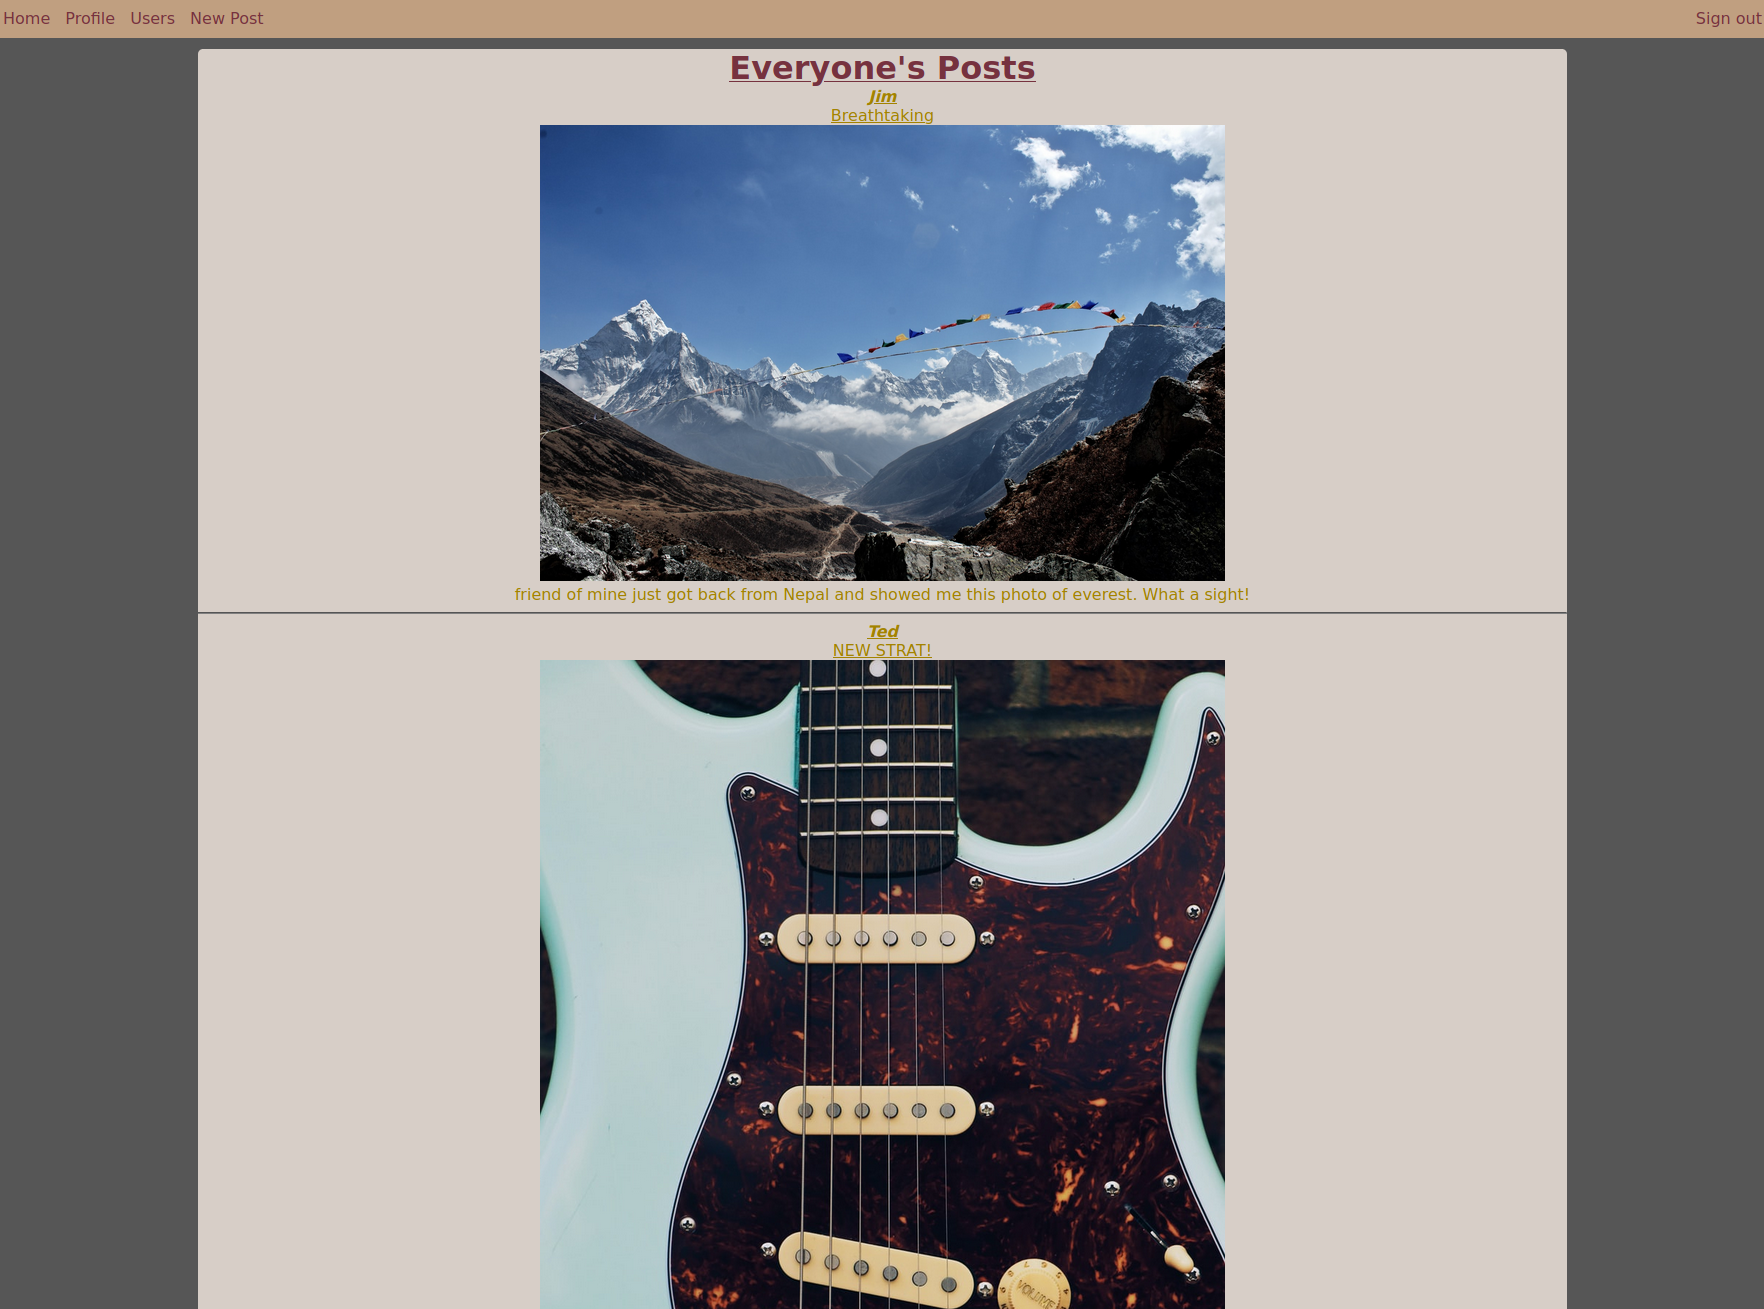 Home Profile Users New Post Sign out
Everyone's Posts
Jim
Breathtaking
friend of mine just got back from Nepal and showed me this photo of everest. What a sight!
Ted
NEW STRAT!
VOLUME